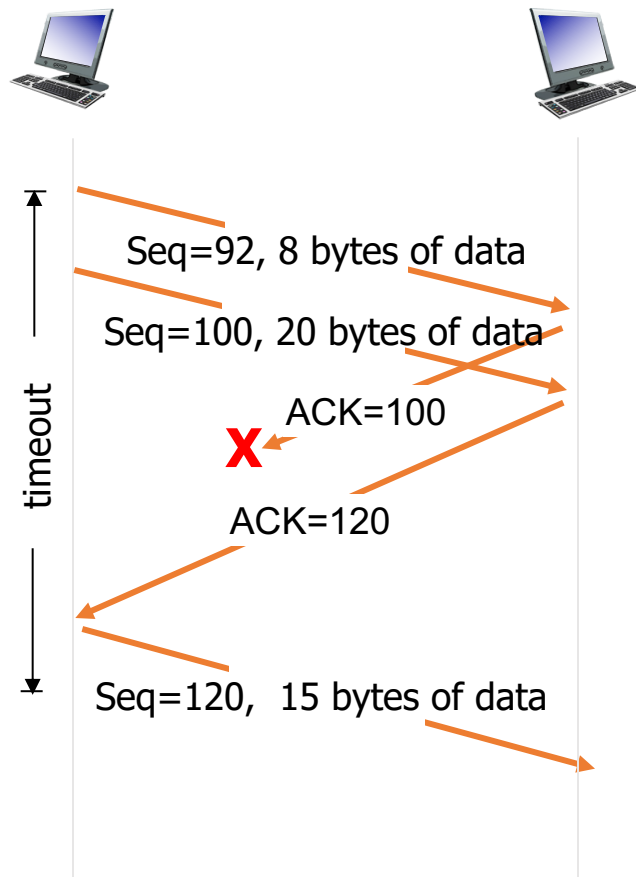 Seq=92, 8 bytes of data
Seq=100, 20 bytes of data
ACK=100
X
timeout
ACK=120
Seq=120, 15 bytes of data